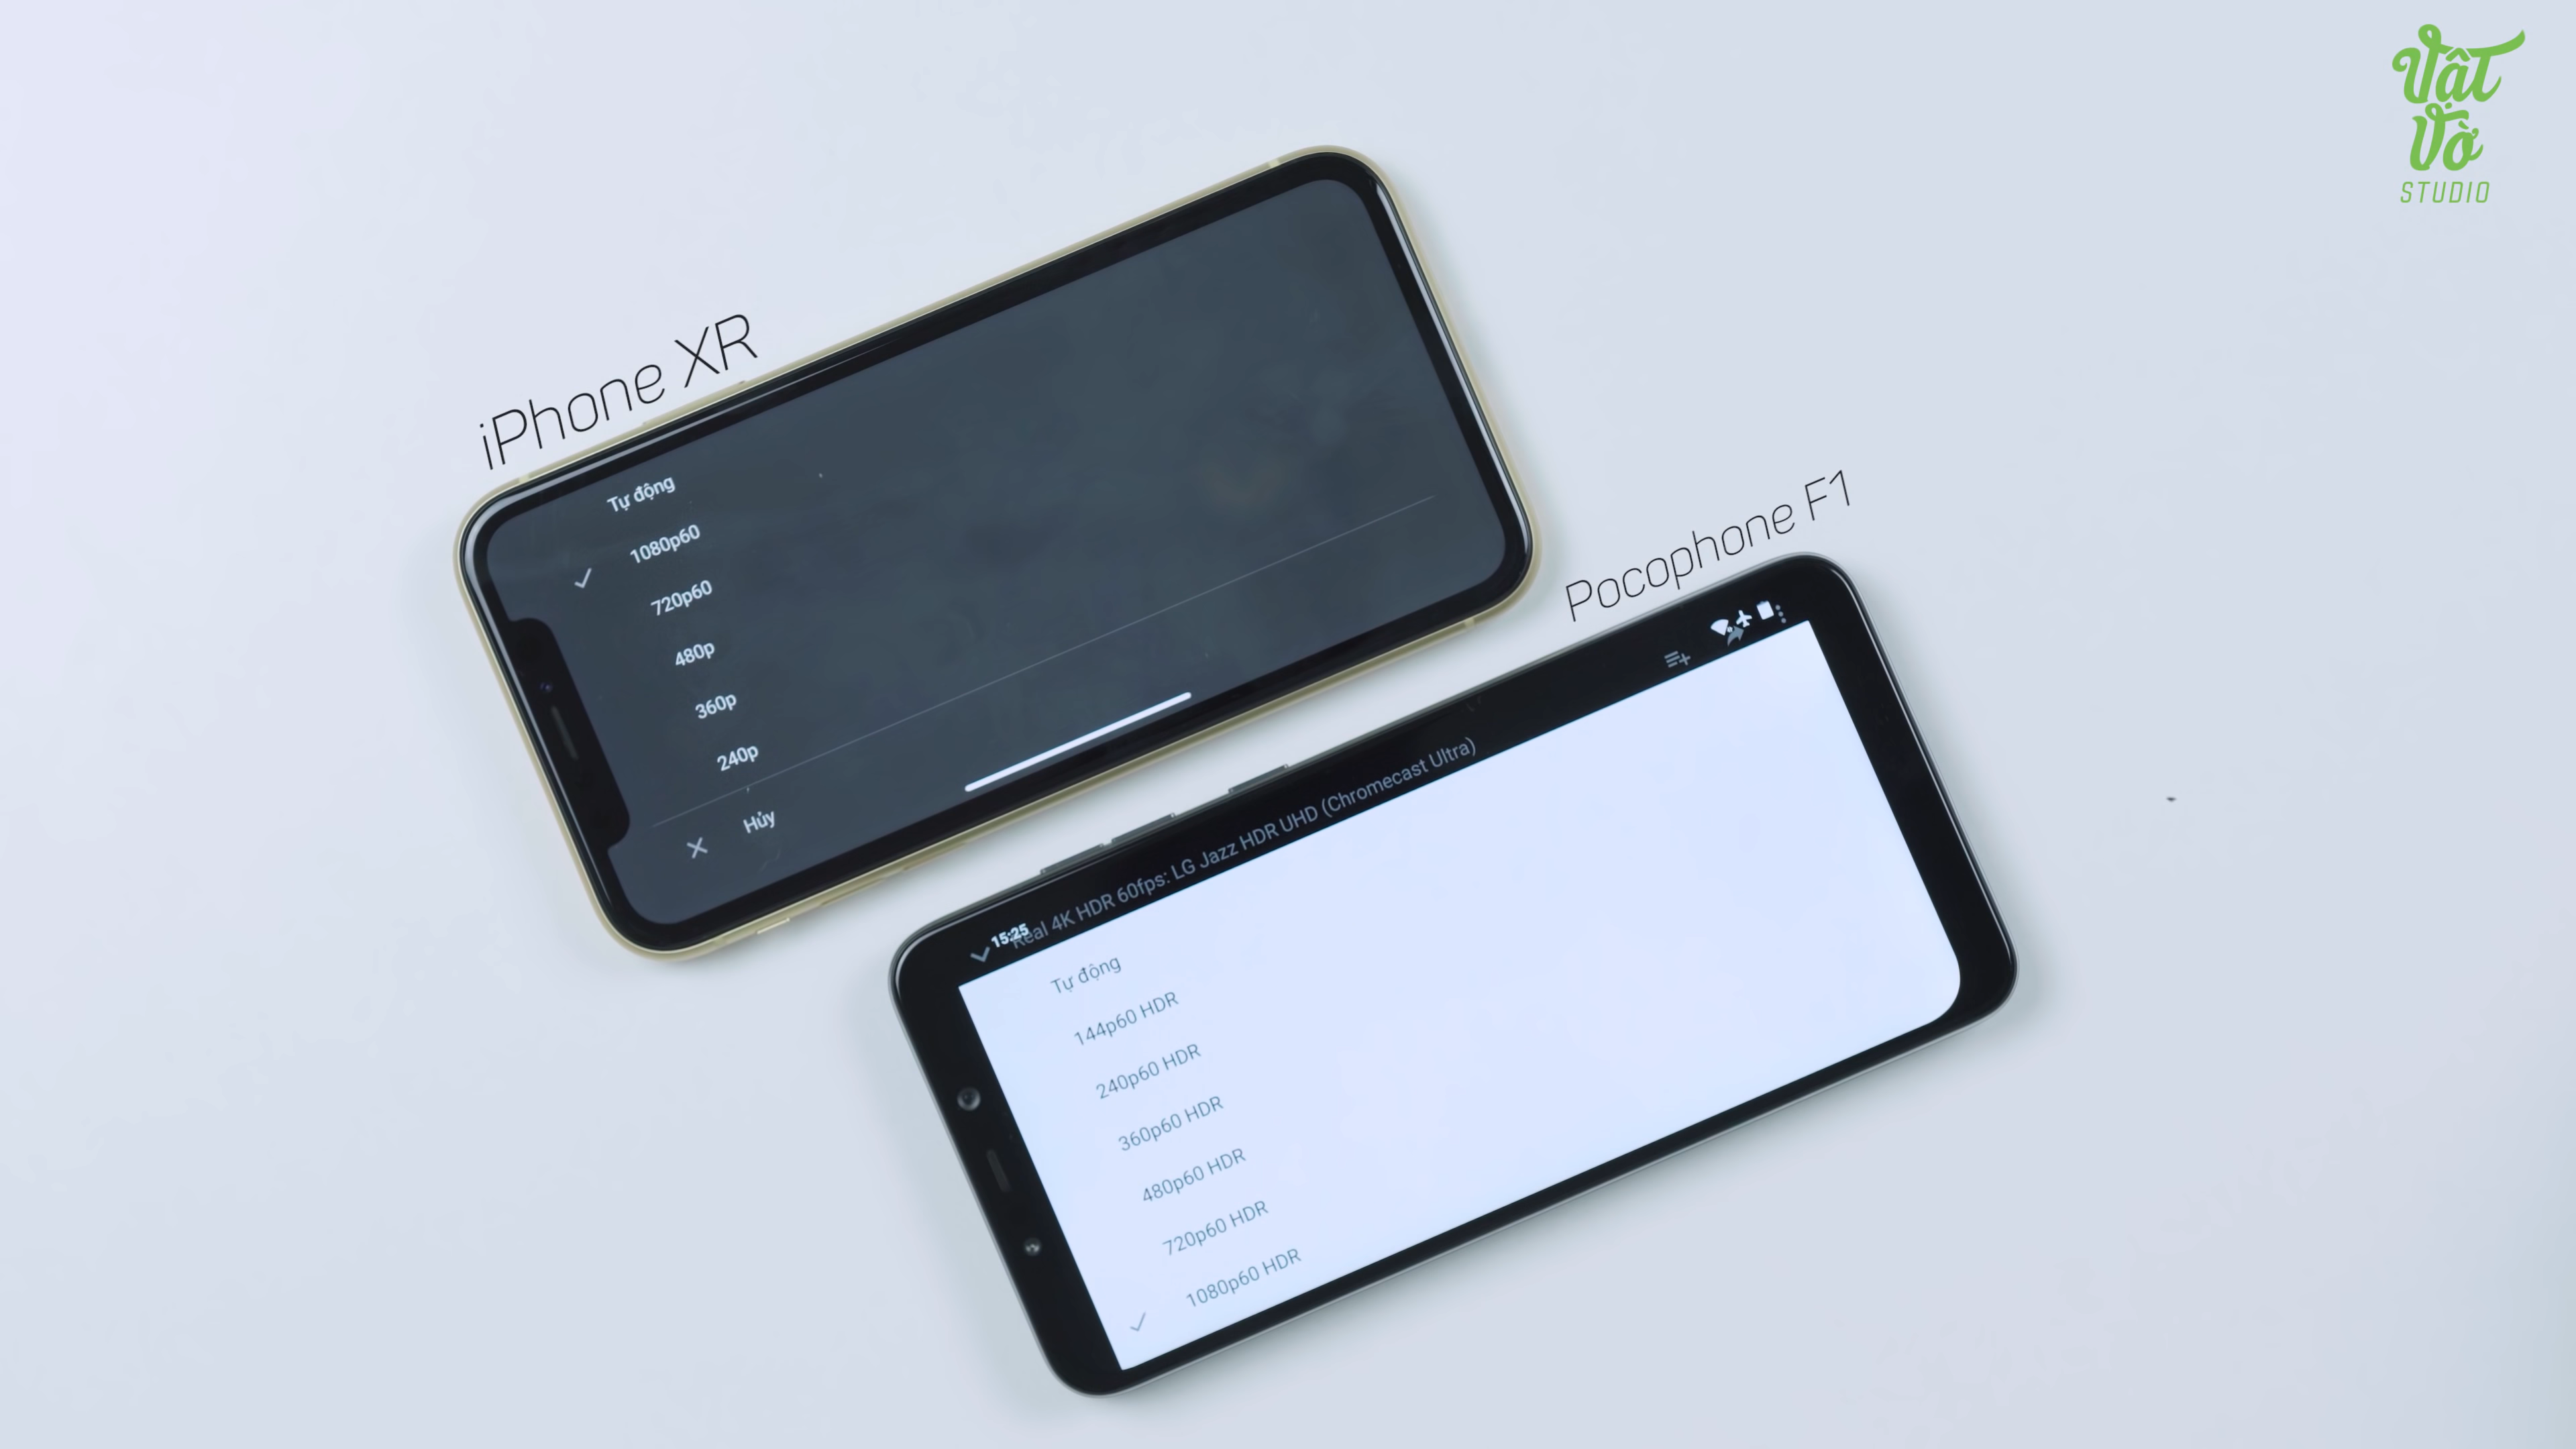 Vật
Vờ
STUDIO
iPhone XR
Tự động
1080p60
720p60
480p
360p
240p
Hủy
Pocophone F1
15:25
Real 4K HDR 60fps: LG Jazz HDR UHD (Chromecast Ultra)
Tự động
144p60 HDR
240p60 HDR
360p60 HDR
480p60 HDR
720p60 HDR
1080p60 HDR